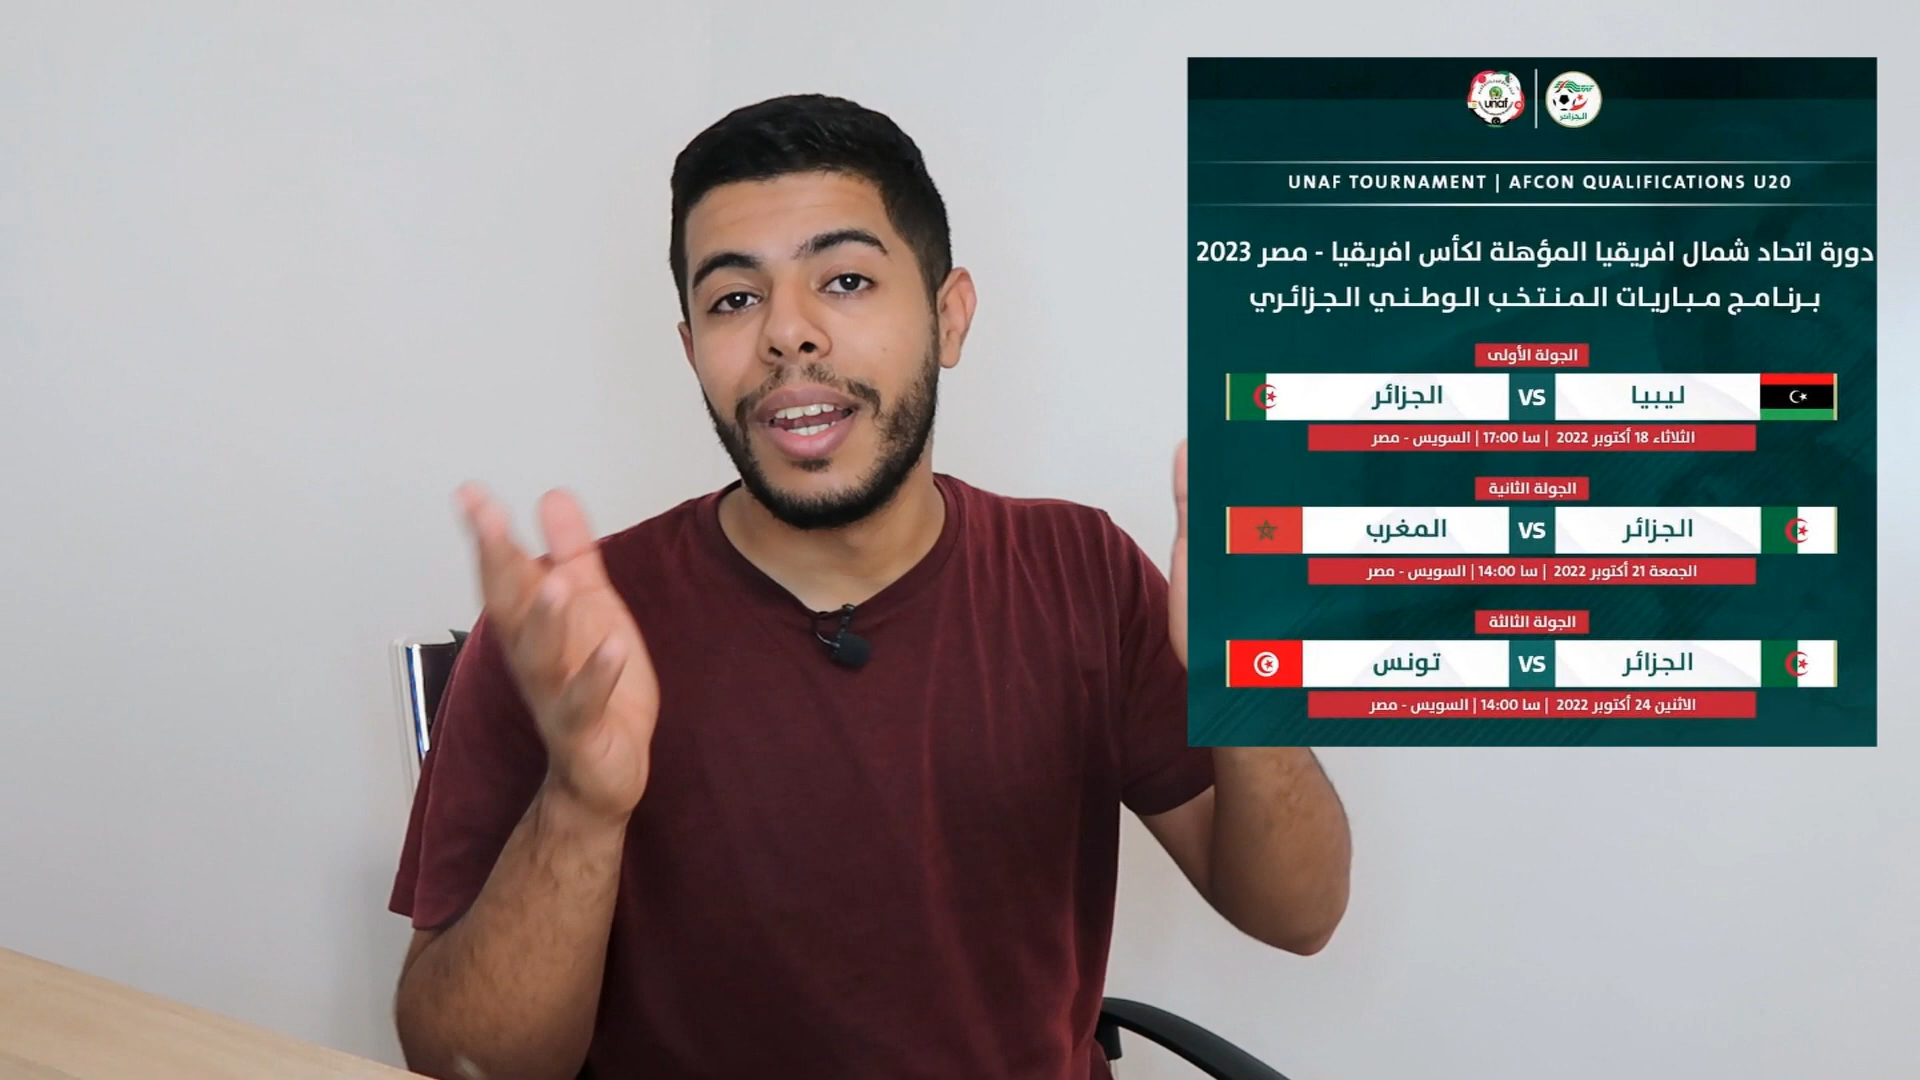 unaf
الجزائر
UNAF TOURNAMENT | AFCON QUALIFICATIONS U20
دورة اتحاد شمال افريقيا المؤهلة لكأس افريقيا - مصر 2023
برنامج مباريات المنتخب الوطني الجزائري
الجولة الأولى
ليبيا VS الجزائر
الثلاثاء 18 أكتوبر 2022 | سا 17:00 | السويس - مصر
الجولة الثانية
الجزائر VS المغرب
الجمعة 21 أكتوبر 2022 | سا 14:00 | السويس - مصر
الجولة الثالثة
الجزائر VS تونس
الاثنين 24 أكتوبر 2022 | سا 14:00 | السويس - مصر